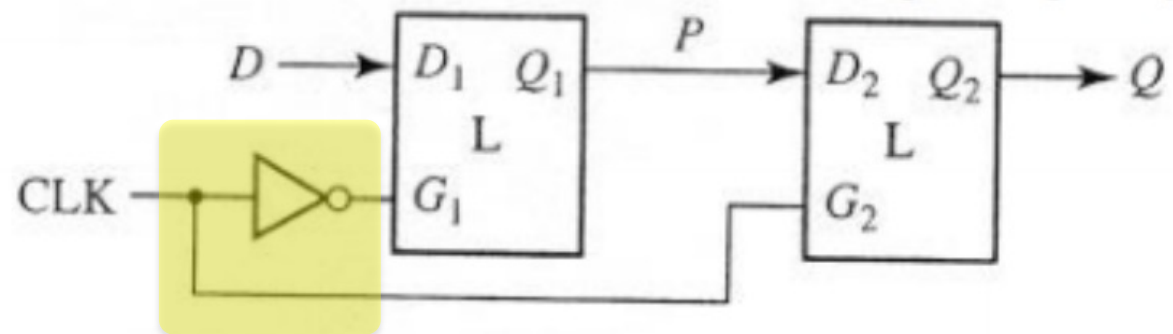 D D₁ Q₁ P D₂ Q₂ Q
L L
CLK G₁ G₂